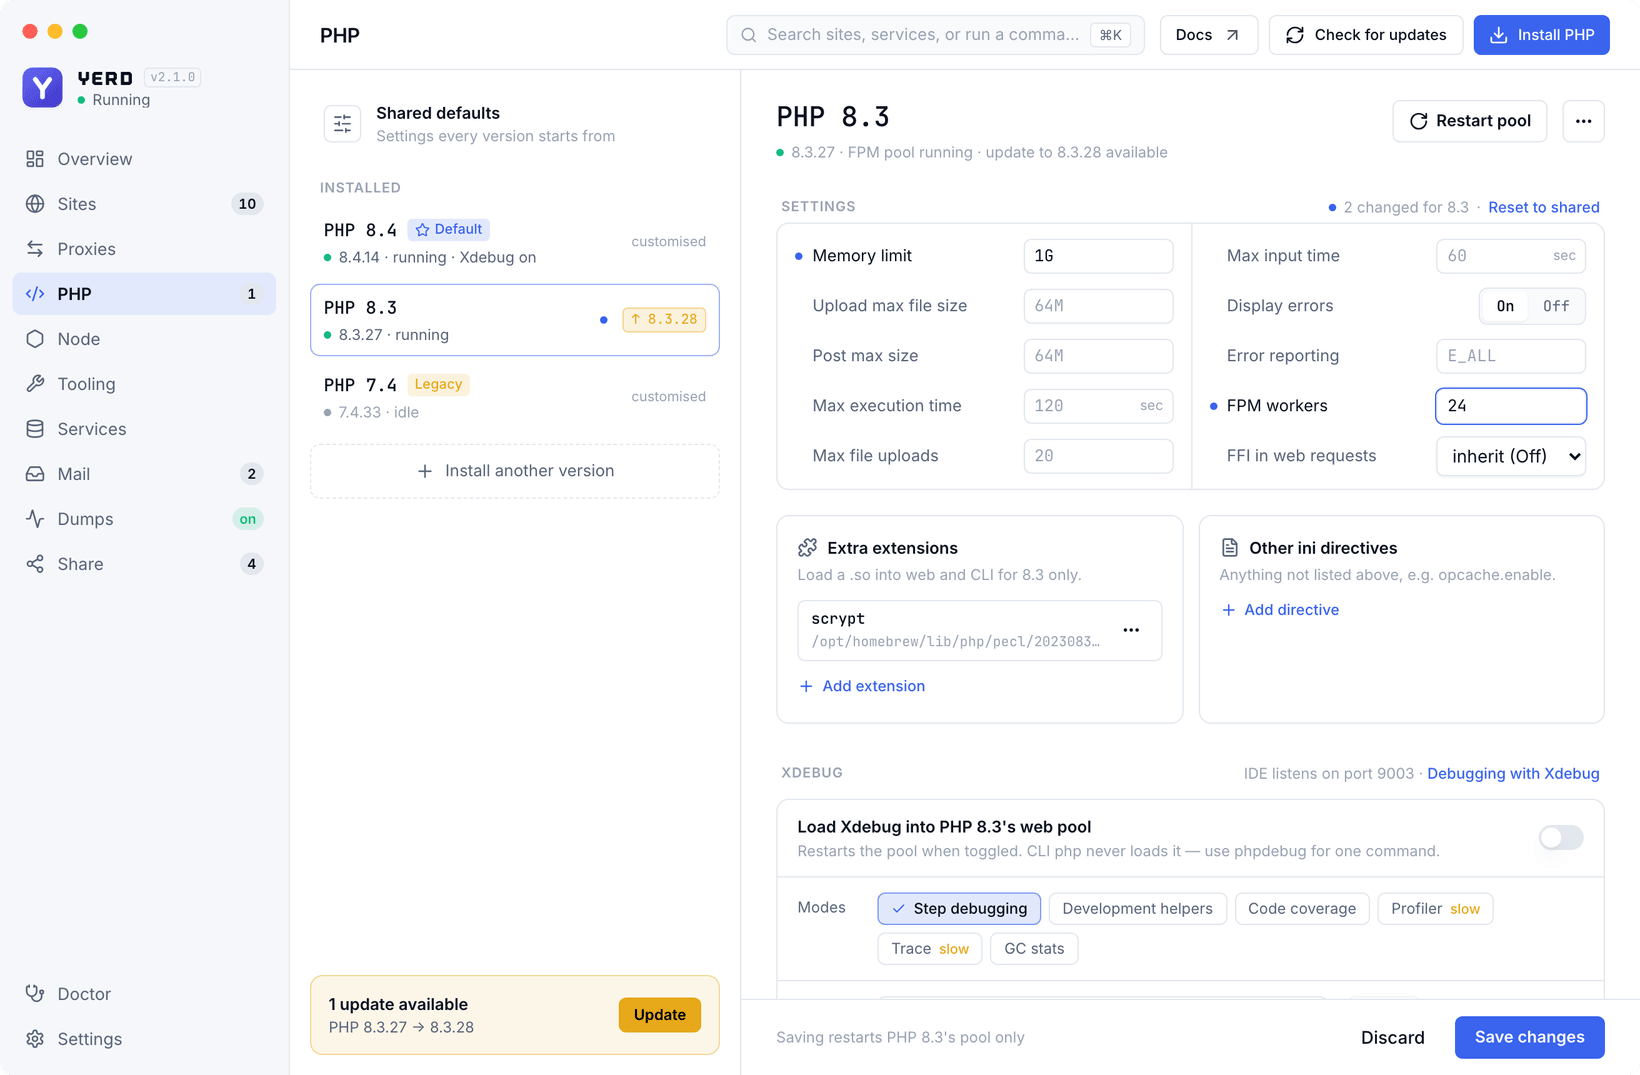 YERD v2.1.0
Running
Overview
Sites 10
Proxies
PHP 1
Node
Tooling
Services
Mail 2
Dumps on
Share 4
Doctor
Settings
PHP
Search sites, services, or run a comma... ⌘K
Docs
Check for updates
Install PHP
Shared defaults
Settings every version starts from
INSTALLED
PHP 8.4 Default
8.4.14 · running · Xdebug on
customised
PHP 8.3
8.3.27 · running
↑ 8.3.28
PHP 7.4 Legacy
7.4.33 · idle
customised
+ Install another version
1 update available
PHP 8.3.27 → 8.3.28
Update
PHP 8.3
8.3.27 · FPM pool running · update to 8.3.28 available
Restart pool
SETTINGS
2 changed for 8.3 · Reset to shared
Memory limit 1G
Upload max file size 64M
Post max size 64M
Max execution time 120 sec
Max file uploads 20
Max input time 60 sec
Display errors On Off
Error reporting E_ALL
FPM workers 24
FFI in web requests inherit (Off)
Extra extensions
Load a .so into web and CLI for 8.3 only.
scrypt
/opt/homebrew/lib/php/pecl/2023083…
+ Add extension
Other ini directives
Anything not listed above, e.g. opcache.enable.
+ Add directive
XDEBUG
IDE listens on port 9003 · Debugging with Xdebug
Load Xdebug into PHP 8.3's web pool
Restarts the pool when toggled. CLI php never loads it — use phpdebug for one command.
Modes
Step debugging
Development helpers
Code coverage
Profiler slow
Trace slow
GC stats
Saving restarts PHP 8.3's pool only
Discard
Save changes